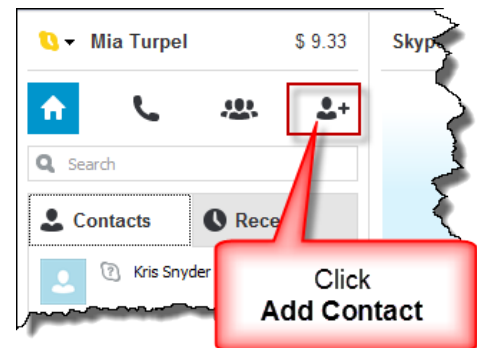 Mia Turpel $ 9.33 Skyp
Search
Contacts Rece
Kris Snyder
Click
Add Contact